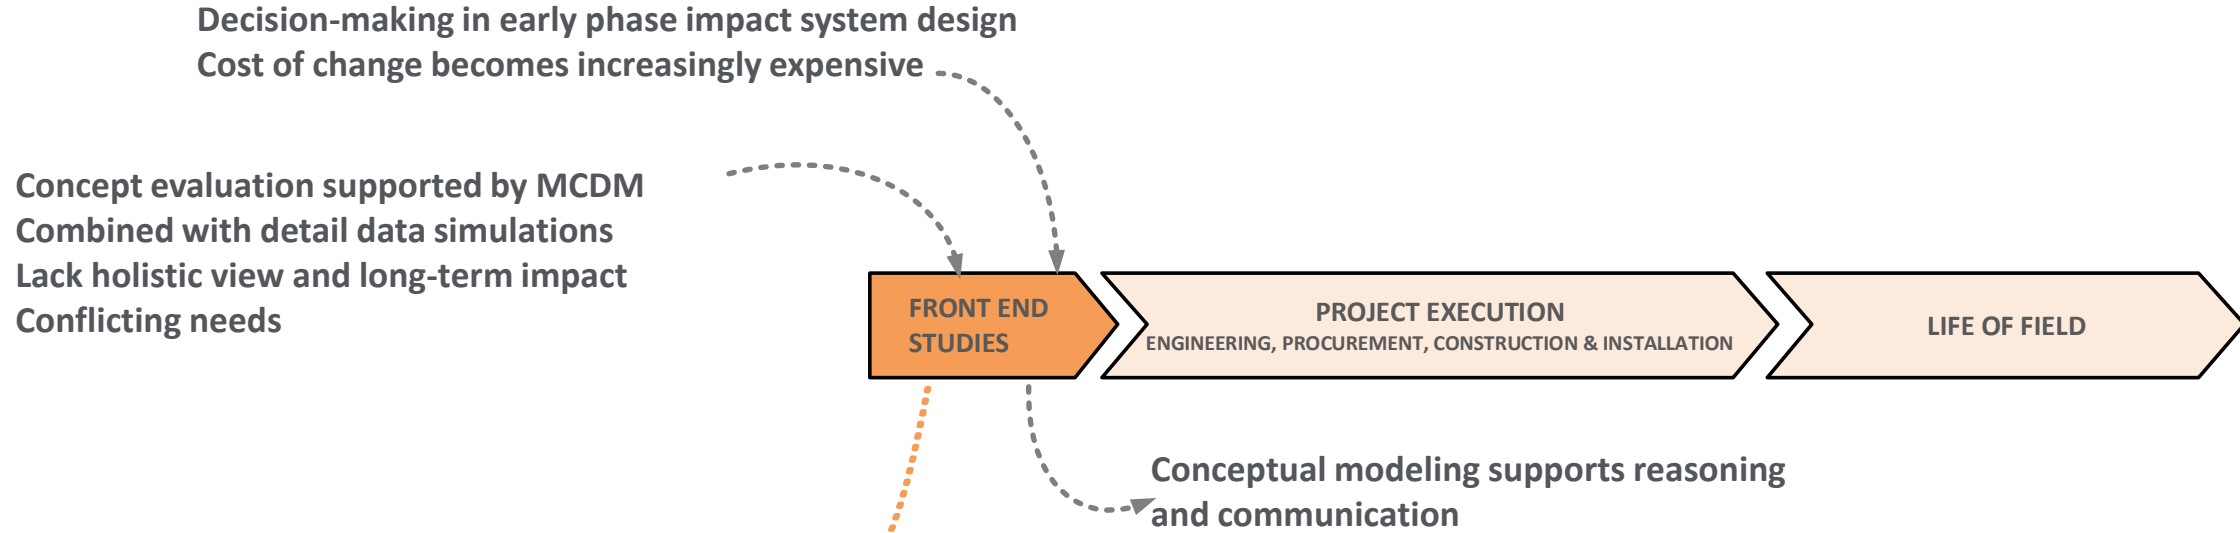 Decision-making in early phase impact system design
Cost of change becomes increasingly expensive
Concept evaluation supported by MCDM
Combined with detail data simulations
Lack holistic view and long-term impact
Conflicting needs
FRONT END
STUDIES
PROJECT EXECUTION
ENGINEERING, PROCUREMENT, CONSTRUCTION & INSTALLATION
LIFE OF FIELD
Conceptual modeling supports reasoning
and communication